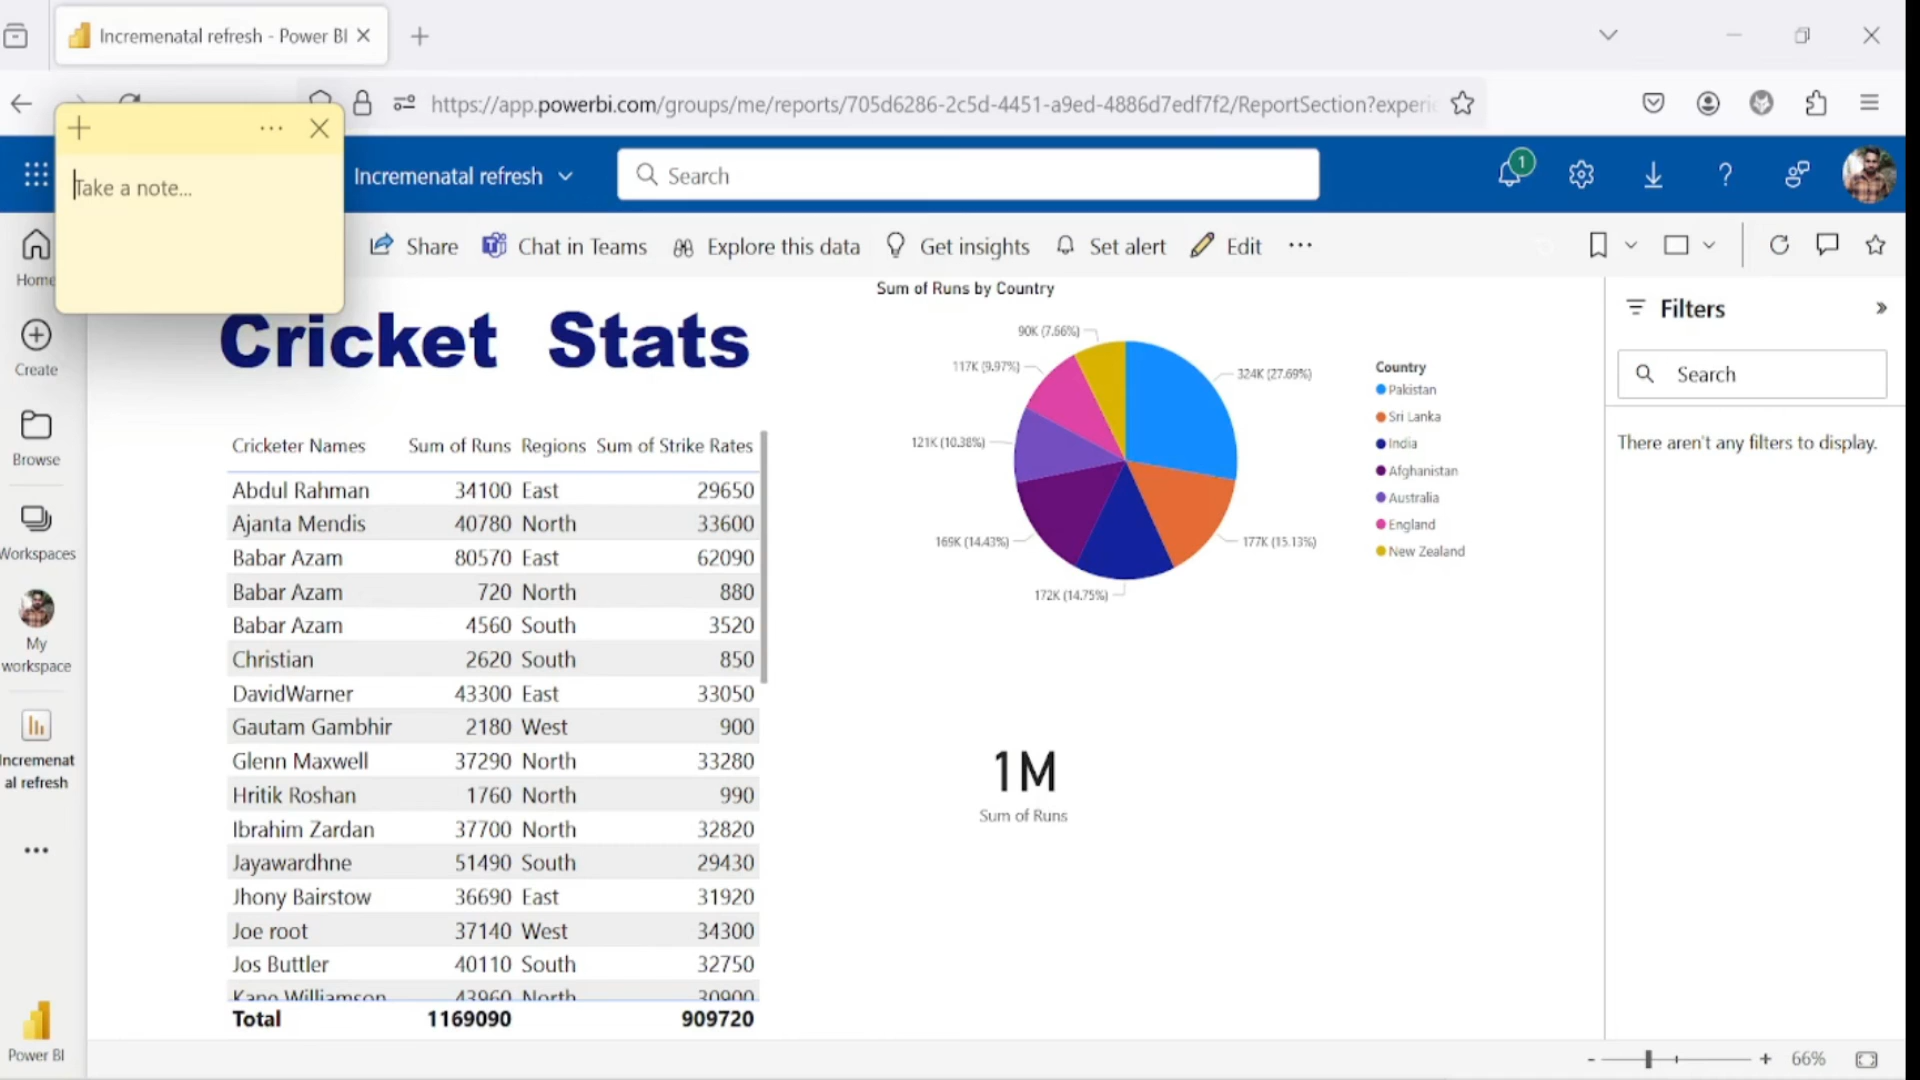 Incremenatal refresh - Power BI
https://app.powerbi.com/groups/me/reports/705d6286-2c5d-4451-a9ed-4886d7edf7f2/ReportSection?experi
Take a note...
Incremenatal refresh
Search
1
Share
Chat in Teams
Explore this data
Get insights
Set alert
Edit
Home
Create
Browse
Workspaces
My
workspace
Incremenat
al refresh
Power BI
Cricket Stats
Cricketer Names Sum of Runs Regions Sum of Strike Rates
Abdul Rahman 34100 East 29650
Ajanta Mendis 40780 North 33600
Babar Azam 80570 East 62090
Babar Azam 720 North 880
Babar Azam 4560 South 3520
Christian 2620 South 850
DavidWarner 43300 East 33050
Gautam Gambhir 2180 West 900
Glenn Maxwell 37290 North 33280
Hritik Roshan 1760 North 990
Ibrahim Zardan 37700 North 32820
Jayawardhne 51490 South 29430
Jhony Bairstow 36690 East 31920
Joe root 37140 West 34300
Jos Buttler 40110 South 32750
Kane Williamson 43960 North 30900
Total 1169090 909720
Sum of Runs by Country
90K (7.66%)
117K (9.97%)
324K (27.69%)
121K (10.38%)
169K (14.43%)
177K (15.13%)
172K (14.75%)
Country
Pakistan
Sri Lanka
India
Afghanistan
Australia
England
New Zealand
1M
Sum of Runs
Filters
Search
There aren't any filters to display.
66%